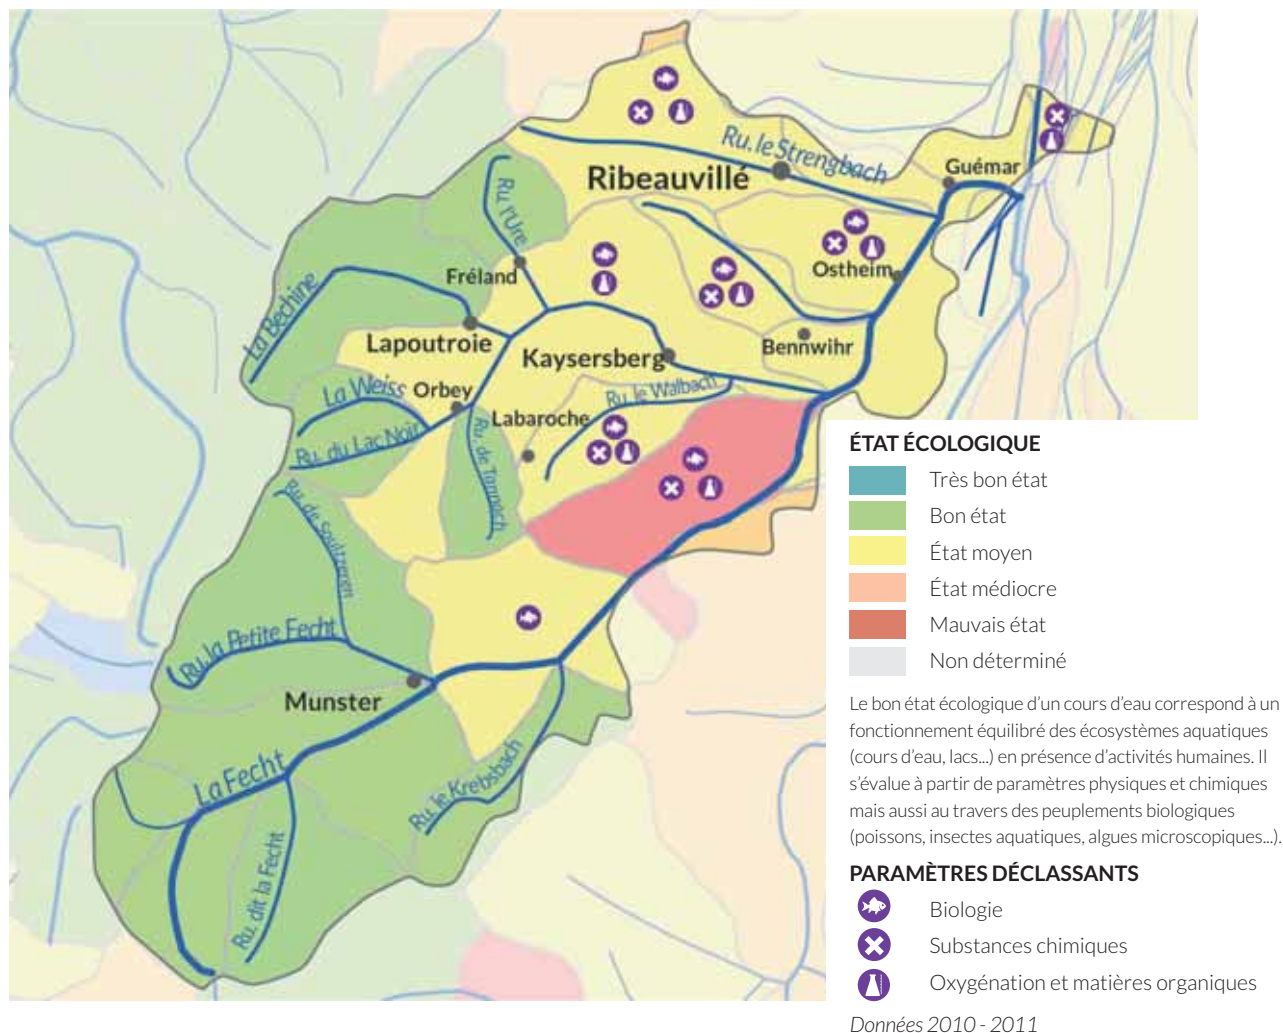 Ru. le Strengbach
Guémar
Ribeauvillé
Ru. l'Ure
Ostheim
Fréland
La Bechine
Lapoutroie
Kaysersberg
Bennwihr
La Weiss
Orbey
Ru. le Walbach
Labaroche
Ru. du Lac Noir
Ru. de Tannach
Ru. de Soultzeren
Ru. la Petite Fecht
Munster
La Fecht
Ru. le Krebsbach
Ru. dit la Fecht
ÉTAT ÉCOLOGIQUE
Très bon état
Bon état
État moyen
État médiocre
Mauvais état
Non déterminé
Le bon état écologique d'un cours d'eau correspond à un
fonctionnement équilibré des écosystèmes aquatiques
(cours d'eau, lacs...) en présence d'activités humaines. Il
s'évalue à partir de paramètres physiques et chimiques
mais aussi au travers des peuplements biologiques
(poissons, insectes aquatiques, algues microscopiques...).
PARAMÈTRES DÉCLASSANTS
Biologie
Substances chimiques
Oxygénation et matières organiques
Données 2010 - 2011